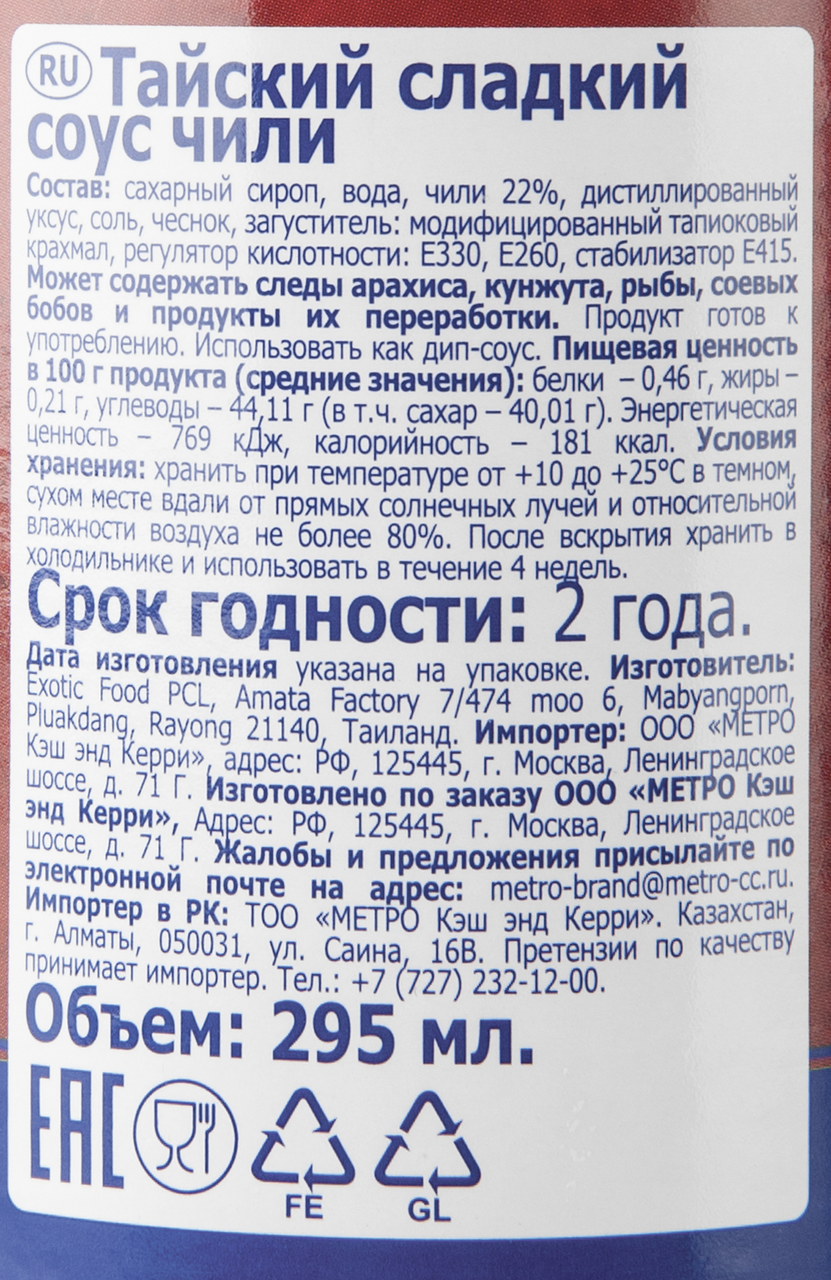 RU Тайский сладкий
соус чили
Состав: сахарный сироп, вода, чили 22%, дистиллированный
уксус, соль, чеснок, загуститель: модифицированный тапиоковый
крахмал, регулятор кислотности: Е330, Е260, стабилизатор Е415.
Может содержать следы арахиса, кунжута, рыбы, соевых
бобов и продукты их переработки. Продукт готов к
употреблению. Использовать как дип-соус. Пищевая ценность
в 100 г продукта (средние значения): белки – 0,46 г, жиры –
0,21 г, углеводы – 44,11 г (в т.ч. сахар – 40,01 г). Энергетическая
ценность – 769 кДж, калорийность – 181 ккал. Условия
хранения: хранить при температуре от +10 до +25°С в темном,
сухом месте вдали от прямых солнечных лучей и относительной
влажности воздуха не более 80%. После вскрытия хранить в
холодильнике и использовать в течение 4 недель.
Срок годности: 2 года.
Дата изготовления указана на упаковке. Изготовитель:
Exotic Food PCL, Amata Factory 7/474 moo 6, Mabyangporn,
Pluakdang, Rayong 21140, Таиланд. Импортер: ООО «МЕТРО
Кэш энд Керри», адрес: РФ, 125445, г. Москва, Ленинградское
шоссе, д. 71 Г. Изготовлено по заказу ООО «МЕТРО Кэш
энд Керри», Адрес: РФ, 125445, г. Москва, Ленинградское
шоссе, д. 71 Г. Жалобы и предложения присылайте по
электронной почте на адрес: metro-brand@metro-cc.ru.
Импортер в РК: ТОО «МЕТРО Кэш энд Керри». Казахстан,
г. Алматы, 050031, ул. Саина, 16В. Претензии по качеству
принимает импортер. Тел.: +7 (727) 232-12-00.
Объем: 295 мл.
ЕАС
FE GL